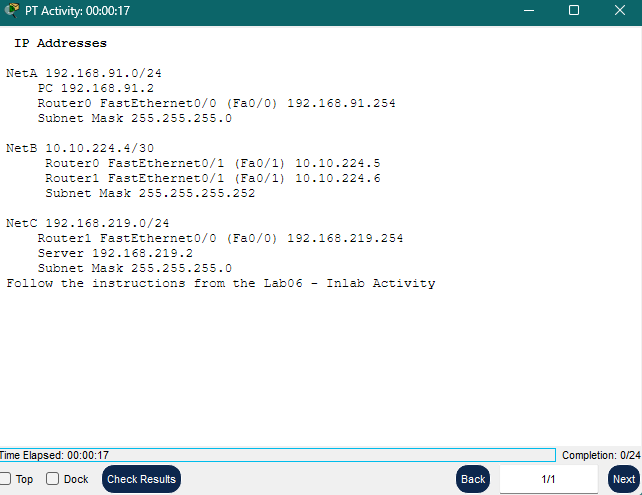 PT Activity: 00:00:17
IP Addresses
NetA 192.168.91.0/24
PC 192.168.91.2
Router0 FastEthernet0/0 (Fa0/0) 192.168.91.254
Subnet Mask 255.255.255.0
NetB 10.10.224.4/30
Router0 FastEthernet0/1 (Fa0/1) 10.10.224.5
Router1 FastEthernet0/1 (Fa0/1) 10.10.224.6
Subnet Mask 255.255.255.252
NetC 192.168.219.0/24
Router1 FastEthernet0/0 (Fa0/0) 192.168.219.254
Server 192.168.219.2
Subnet Mask 255.255.255.0
Follow the instructions from the Lab06 - Inlab Activity
Time Elapsed: 00:00:17 Completion: 0/24
Top Dock Check Results Back 1/1 Next